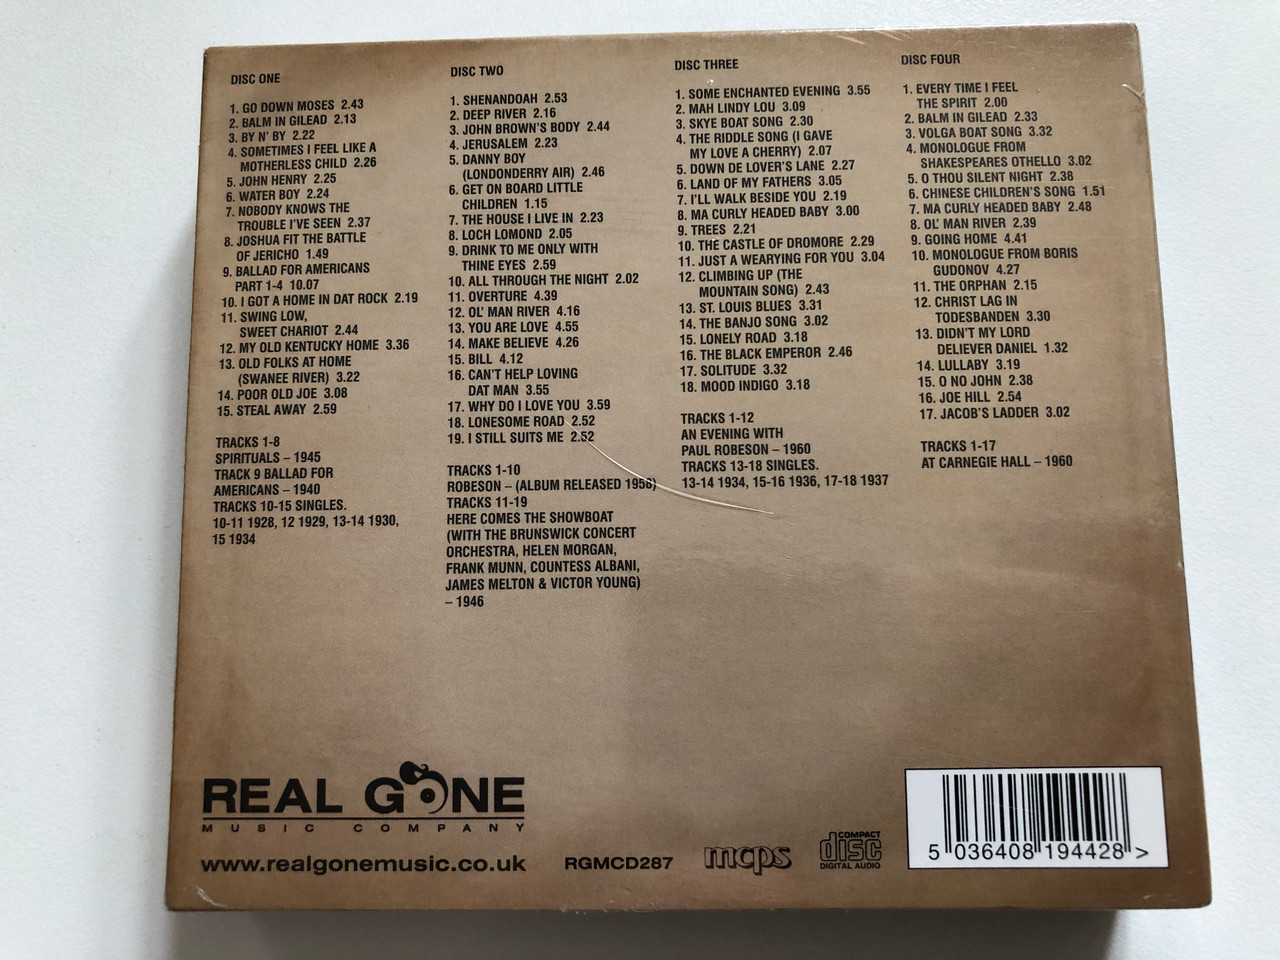 DISC ONE
1. GO DOWN MOSES 2.43
2. BALM IN GILEAD 2.13
3. BY N' BY 2.22
4. SOMETIMES I FEEL LIKE A
MOTHERLESS CHILD 2.26
5. JOHN HENRY 2.25
6. WATER BOY 2.24
7. NOBODY KNOWS THE
TROUBLE I'VE SEEN 2.37
8. JOSHUA FIT THE BATTLE
OF JERICHO 1.49
9. BALLAD FOR AMERICANS
PART 1-4 10.07
10. I GOT A HOME IN DAT ROCK 2.19
11. SWING LOW,
SWEET CHARIOT 2.44
12. MY OLD KENTUCKY HOME 3.36
13. OLD FOLKS AT HOME
(SWANEE RIVER) 3.22
14. POOR OLD JOE 3.08
15. STEAL AWAY 2.59
TRACKS 1-8
SPIRITUALS – 1945
TRACK 9 BALLAD FOR
AMERICANS – 1940
TRACKS 10-15 SINGLES.
10-11 1928, 12 1929, 13-14 1930,
15 1934
DISC TWO
1. SHENANDOAH 2.53
2. DEEP RIVER 2.16
3. JOHN BROWN'S BODY 2.44
4. JERUSALEM 2.23
5. DANNY BOY
(LONDONDERRY AIR) 2.46
6. GET ON BOARD LITTLE
CHILDREN 1.15
7. THE HOUSE I LIVE IN 2.23
8. LOCH LOMOND 2.05
9. DRINK TO ME ONLY WITH
THINE EYES 2.59
10. ALL THROUGH THE NIGHT 2.02
11. OVERTURE 4.39
12. OL' MAN RIVER 4.16
13. YOU ARE LOVE 4.55
14. MAKE BELIEVE 4.26
15. BILL 4.12
16. CAN'T HELP LOVING
DAT MAN 3.55
17. WHY DO I LOVE YOU 3.59
18. LONESOME ROAD 2.52
19. I STILL SUITS ME 2.52
TRACKS 1-10
ROBESON – (ALBUM RELEASED 1958)
TRACKS 11-19
HERE COMES THE SHOWBOAT
(WITH THE BRUNSWICK CONCERT
ORCHESTRA, HELEN MORGAN,
FRANK MUNN, COUNTESS ALBANI,
JAMES MELTON & VICTOR YOUNG)
– 1946
DISC THREE
1. SOME ENCHANTED EVENING 3.55
2. MAH LINDY LOU 3.09
3. SKYE BOAT SONG 2.30
4. THE RIDDLE SONG (I GAVE
MY LOVE A CHERRY) 2.07
5. DOWN DE LOVER'S LANE 2.27
6. LAND OF MY FATHERS 3.05
7. I'LL WALK BESIDE YOU 2.19
8. MA CURLY HEADED BABY 3.00
9. TREES 2.21
10. THE CASTLE OF DROMORE 2.29
11. JUST A WEARYING FOR YOU 3.04
12. CLIMBING UP (THE
MOUNTAIN SONG) 2.43
13. ST. LOUIS BLUES 3.31
14. THE BANJO SONG 3.02
15. LONELY ROAD 3.18
16. THE BLACK EMPEROR 2.46
17. SOLITUDE 3.32
18. MOOD INDIGO 3.18
TRACKS 1-12
AN EVENING WITH
PAUL ROBESON – 1960
TRACKS 13-18 SINGLES.
13-14 1934, 15-16 1936, 17-18 1937
DISC FOUR
1. EVERY TIME I FEEL
THE SPIRIT 2.00
2. BALM IN GILEAD 2.33
3. VOLGA BOAT SONG 3.32
4. MONOLOGUE FROM
SHAKESPEARES OTHELLO 3.02
5. O THOU SILENT NIGHT 2.38
6. CHINESE CHILDREN'S SONG 1.51
7. MA CURLY HEADED BABY 2.48
8. OL' MAN RIVER 2.39
9. GOING HOME 4.41
10. MONOLOGUE FROM BORIS
GUDONOV 4.27
11. THE ORPHAN 2.15
12. CHRIST LAG IN
TODESBANDEN 3.30
13. DIDN'T MY LORD
DELIEVER DANIEL 1.32
14. LULLABY 3.19
15. O NO JOHN 2.38
16. JOE HILL 2.54
17. JACOB'S LADDER 3.02
TRACKS 1-17
AT CARNEGIE HALL – 1960
REAL GONE
MUSIC COMPANY
www.realgonemusic.co.uk
RGMCD287
mcps
COMPACT
disc
DIGITAL AUDIO
5 036408 194428 >